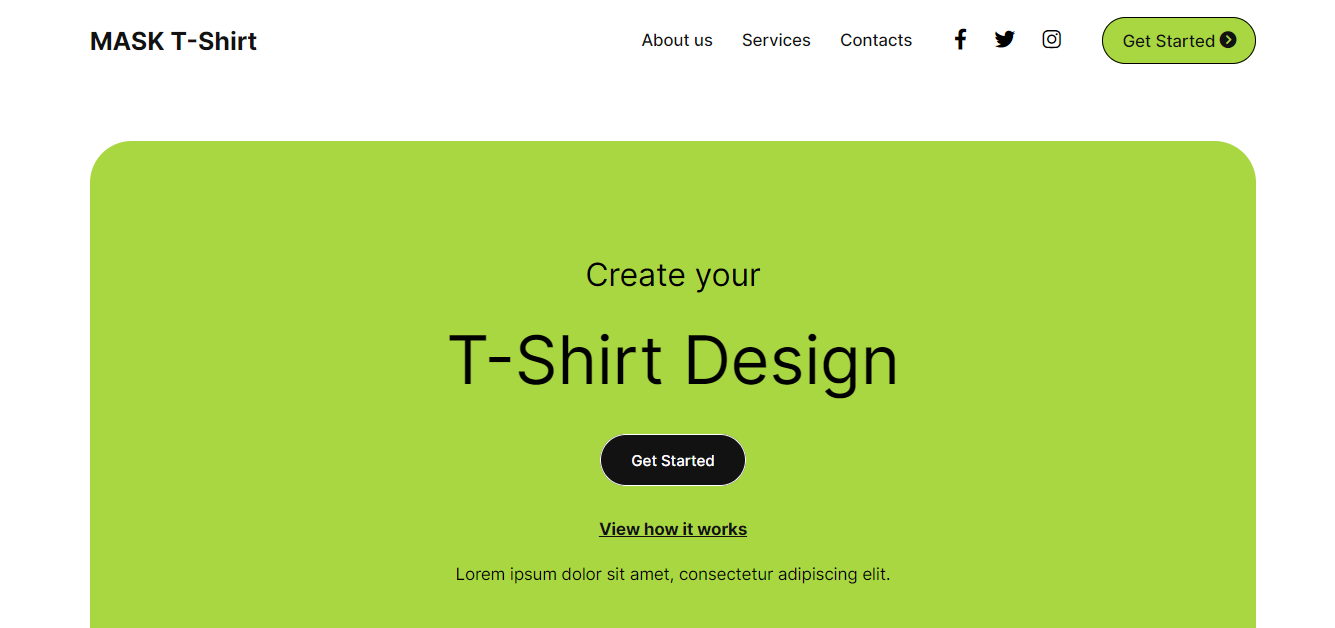 MASK T-Shirt
About us Services Contacts Get Started
Create your
T-Shirt Design
Get Started
View how it works
Lorem ipsum dolor sit amet, consectetur adipiscing elit.